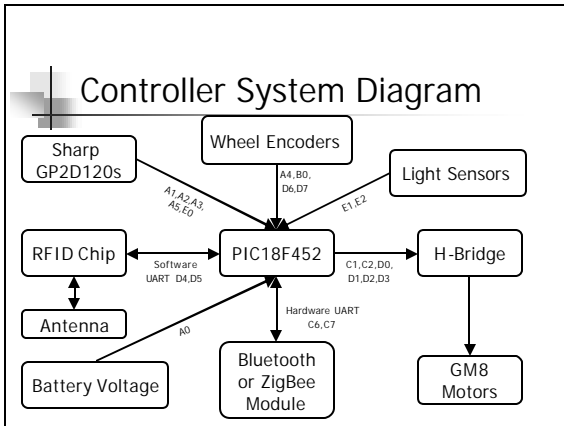 Controller System Diagram
Wheel Encoders
Sharp
GP2D120s
Light Sensors
A4,B0,
D6,D7
A1,A2,A3,
A5,E0
E1,E2
RFID Chip
Software
UART D4,D5
PIC18F452
C1,C2,D0,
D1,D2,D3
H-Bridge
Antenna
A0
Hardware UART
C6,C7
Battery Voltage
Bluetooth
or ZigBee
Module
GM8
Motors